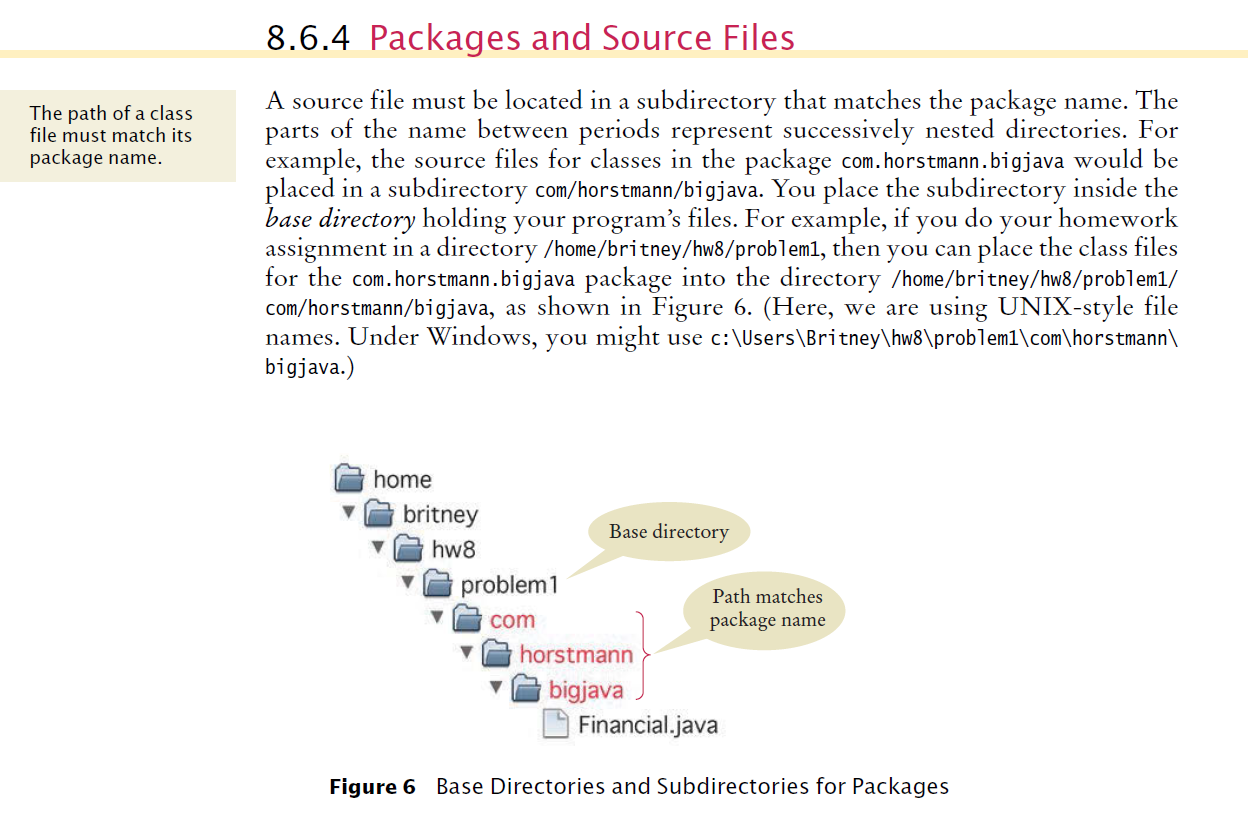 8.6.4 Packages and Source Files
The path of a class
file must match its
package name.
A source file must be located in a subdirectory that matches the package name. The
parts of the name between periods represent successively nested directories. For
example, the source files for classes in the package com.horstmann.bigjava would be
placed in a subdirectory com/horstmann/bigjava. You place the subdirectory inside the
base directory holding your program’s files. For example, if you do your homework
assignment in a directory /home/britney/hw8/problem1, then you can place the class files
for the com.horstmann.bigjava package into the directory /home/britney/hw8/problem1/
com/horstmann/bigjava, as shown in Figure 6. (Here, we are using UNIX-style file
names. Under Windows, you might use c:\Users\Britney\hw8\problem1\com\horstmann\
bigjava.)
home
britney
hw8
Base directory
problem1
Path matches
package name
com
horstmann
bigjava
Financial.java
Figure 6 Base Directories and Subdirectories for Packages